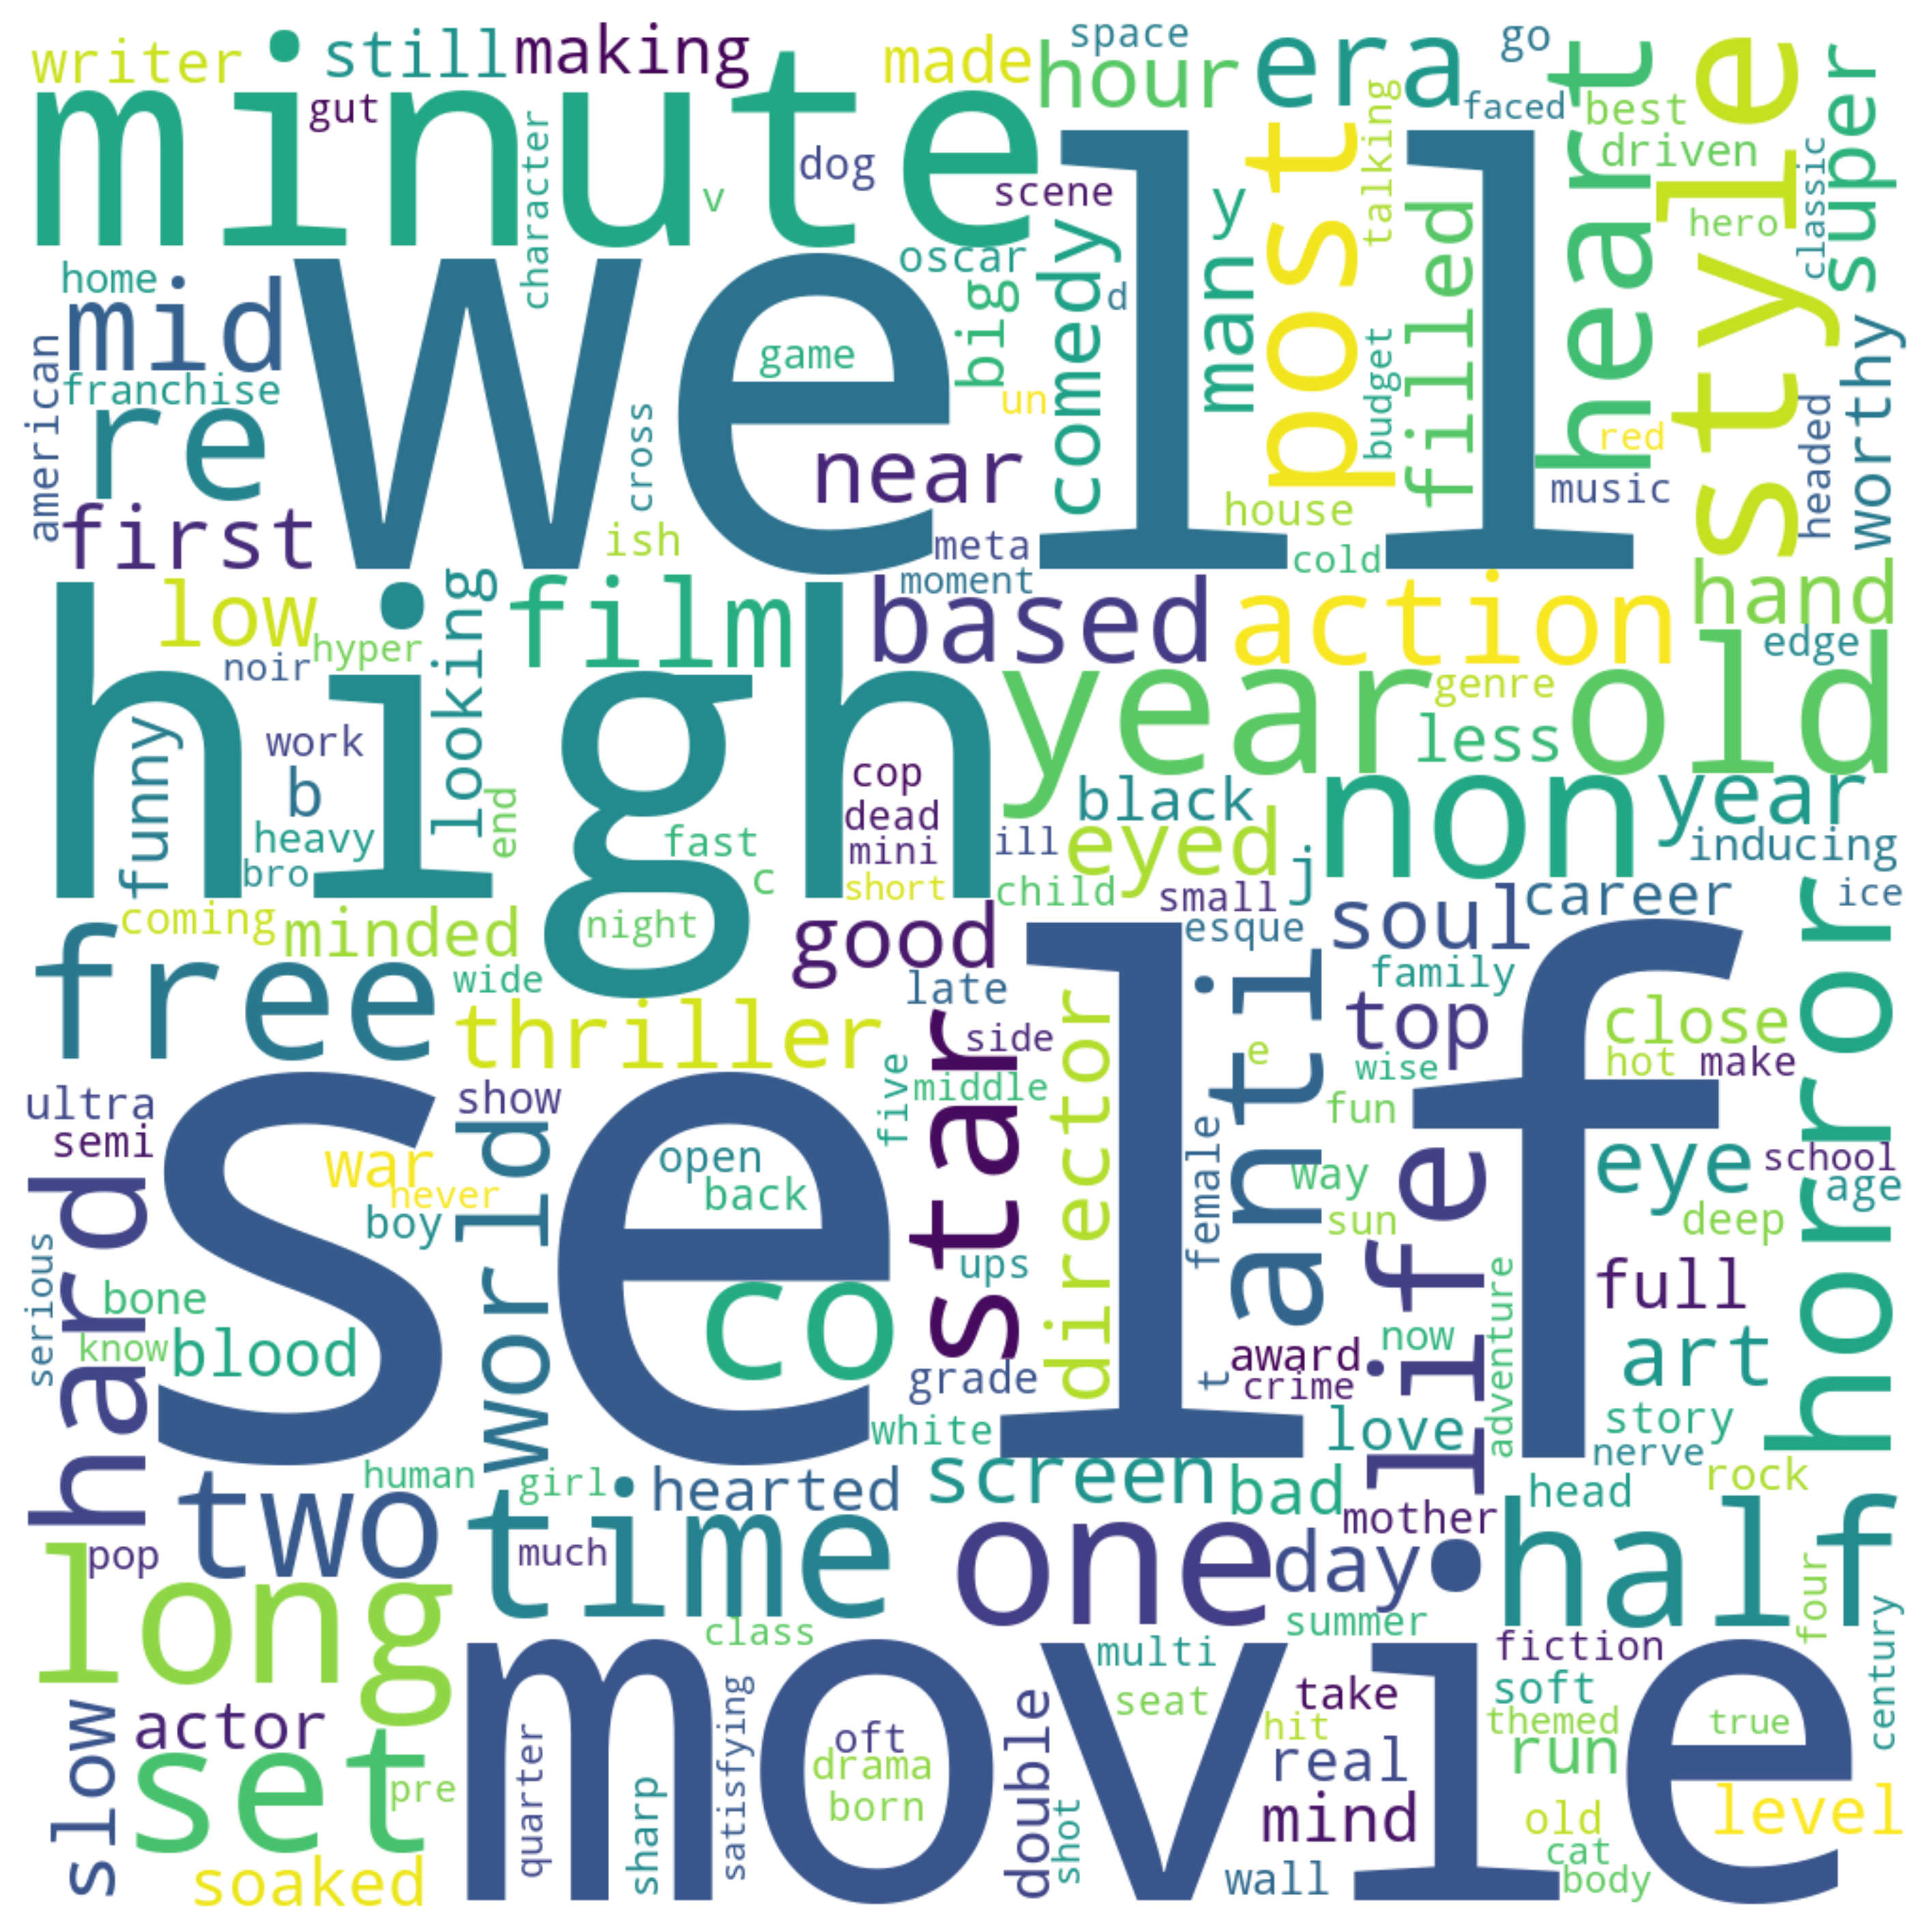 writer
still
making
made
space
hour
era
go
minute
gut
character
dog
v
scene
faced
heart
best
style
super
driven
talking
classic
hero
y
post
home
mid
well
oscar
big
comedy
d
many
filled
worthy
american
franchise
game
un
budget
re
cross
near
red
headed
music
first
ish
house
meta
cold
moment
low
looking
film
based
action
hand
noir
hyper
edge
high
year old
genre
less
funny
work
b
end
cop
black
non
year
heavy
fast
dead
eyed
inducing
bro
mini
ill
j
c
short
child
small
career
ice
coming
minded
night
good
esque
soul
free
wide
late
family
horror
thriller
star
side
director
anti
top
close
e
wise
hot
make
ultra
show
five
middle
fun
semi
self
war
world
open
female
life
eye
school
hard
never
back
way
age
boy
sun
deep
serious
bone
co
ups
adventure
full
know
blood
grade
t
award
now
art
crime
white
love
story
nerve
human
girl
hearted
screen
bad
head
rock
two
time
mother
pop
much
one
day
half
long
class
summer
four
century
movie
multi
fiction
slow
actor
quarter
satisfying
oft
double
seat
take
soft
hit
themed
true
set
pre
sharp
drama
shot
real
run
born
mind
old
level
soaked
wall
cat
body